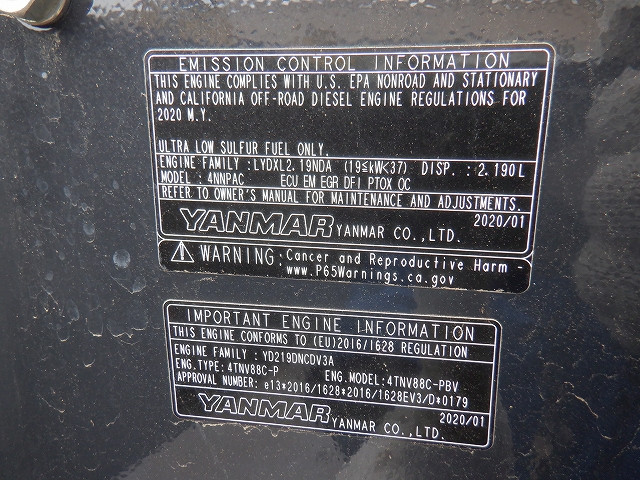 EMISSION CONTROL INFORMATION
THIS ENGINE COMPLIES WITH U.S. EPA NONROAD AND STATIONARY
AND CALIFORNIA OFF-ROAD DIESEL ENGINE REGULATIONS FOR
2020 M.Y.
ULTRA LOW SULFUR FUEL ONLY.
ENGINE FAMILY : LYDXL2.19NDA (19≤kW<37) DISP. : 2.190L
MODEL : 4NNPAC ECU EM EGR DFI PTOX OC
REFER TO OWNER'S MANUAL FOR MAINTENANCE AND ADJUSTMENTS.
2020/01
YANMAR YANMAR CO.,LTD.
WARNING: Cancer and Reproductive Harm -
www.P65Warnings.ca.gov
IMPORTANT ENGINE INFORMATION
THIS ENGINE CONFORMS TO (EU)2016/1628 REGULATION
ENGINE FAMILY : YD219DNCDV3A
ENG.TYPE: 4TNV88C-P ENG.MODEL: 4TNV88C-PBV
APPROVAL NUMBER: e13*2016/1628*2016/1628EV3/D*0179
2020/01
YANMAR YANMAR CO.,LTD.